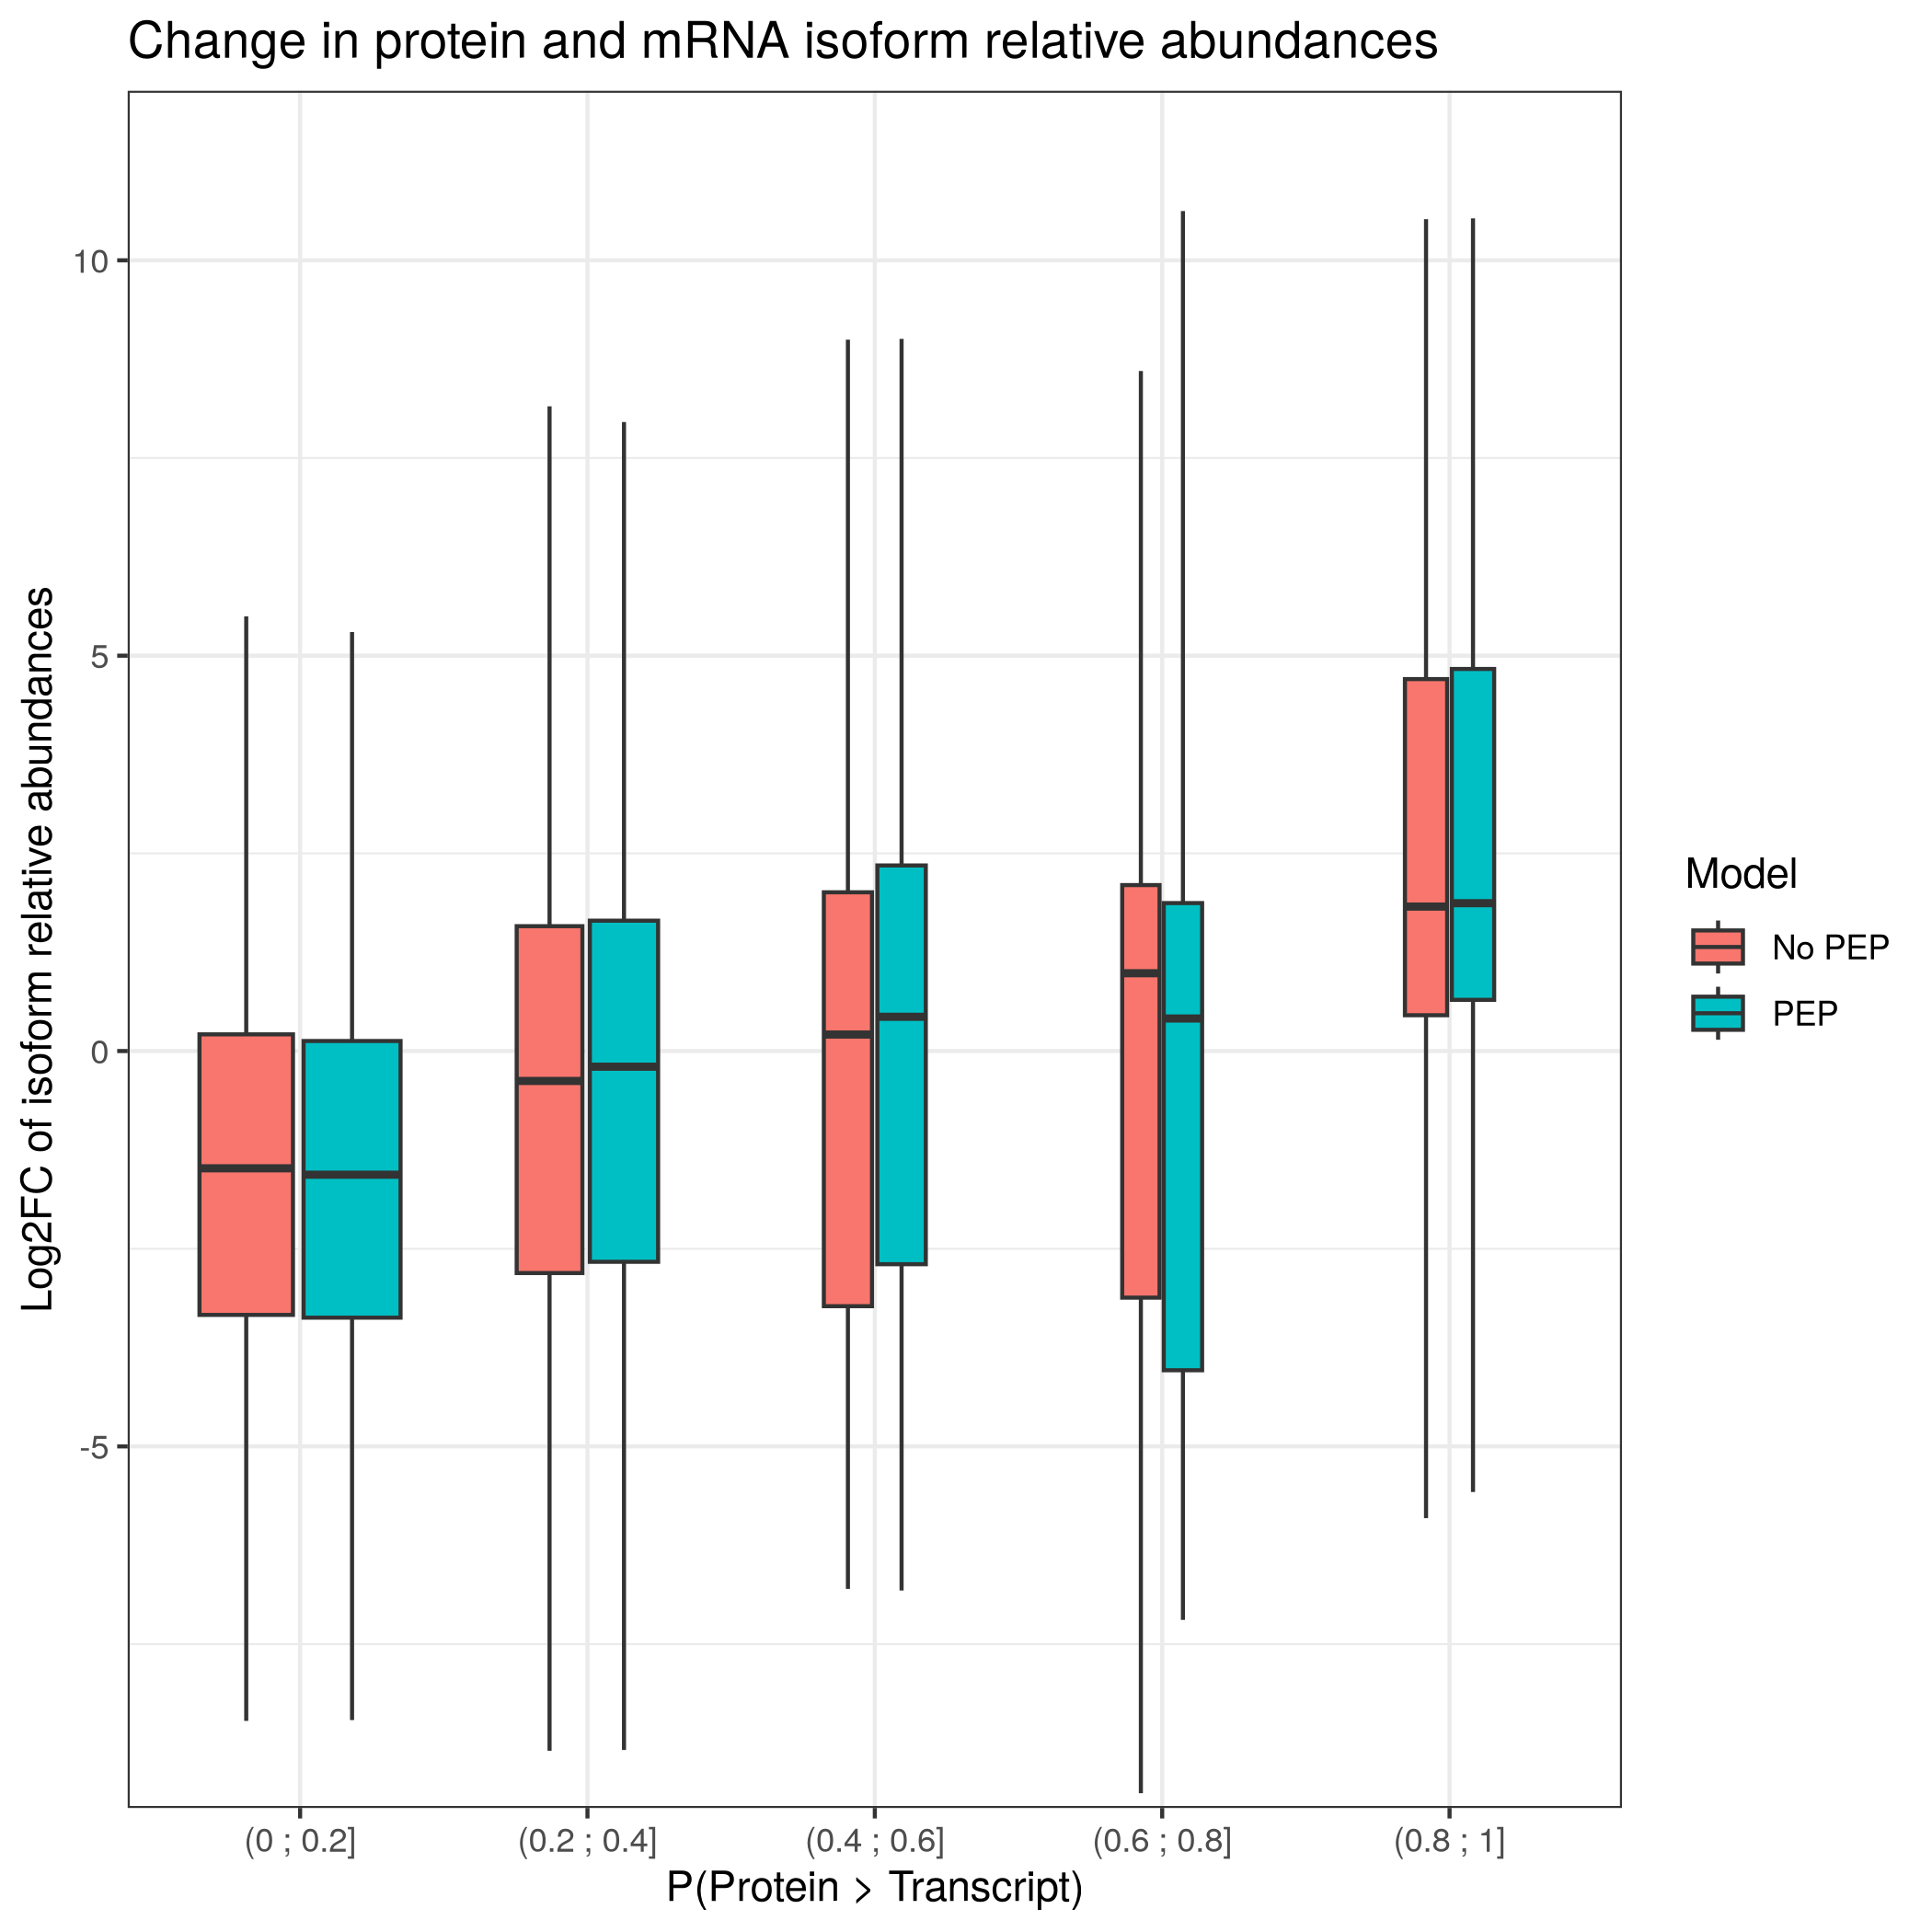 Change in protein and mRNA isoform relative abundances
Log2FC of isoform relative abundances
10
5
0
-5
(0 ; 0.2]
(0.2 ; 0.4]
(0.4 ; 0.6]
(0.6 ; 0.8]
(0.8 ; 1]
P(Protein > Transcript)
Model
No PEP
PEP